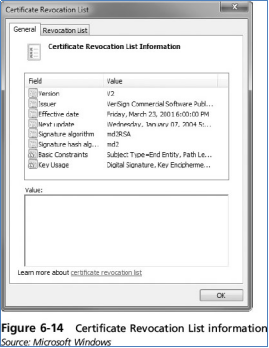 Certificate Revocation List
General
Revocation List
Certificate Revocation List Information
Field Value
Version V2
Issuer VeriSign Commercial Software Publ...
Effective date Friday, March 23, 2001 6:00:00 PM
Next update Wednesday, January 07, 2004 5:...
Signature algorithm md2RSA
Signature hash alg... md2
Basic Constraints Subject Type=End Entity, Path Le...
Key Usage Digital Signature, Key Encipherme...
Value:
Learn more about certificate revocation list
OK
Figure 6-14 Certificate Revocation List information
Source: Microsoft Windows